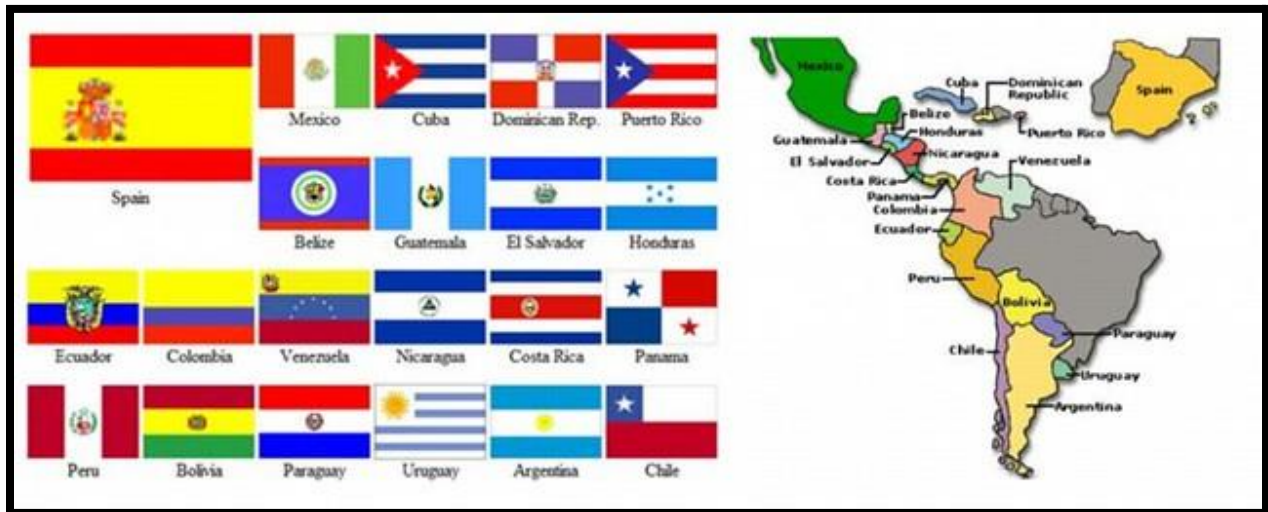 Mexico
Cuba
Dominican Rep.
Puerto Rico
Spain
Belize
Guatemala
El Salvador
Honduras
Ecuador
Colombia
Venezuela
Nicaragua
Costa Rica
Panama
Peru
Bolivia
Paraguay
Uruguay
Argentina
Chile
Mexico
Cuba
Dominican
Republic
Spain
Belize
Honduras
Puerto Rico
Guatemala
El Salvador
Nicaragua
Venezuela
Costa Rica
Panama
Colombia
Ecuador
Peru
Bolivia
Paraguay
Chile
Uruguay
Argentina